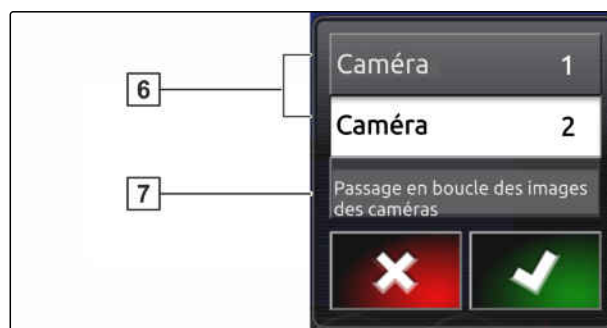 Caméra 1
6
Caméra 2
7
Passage en boucle des images
des caméras